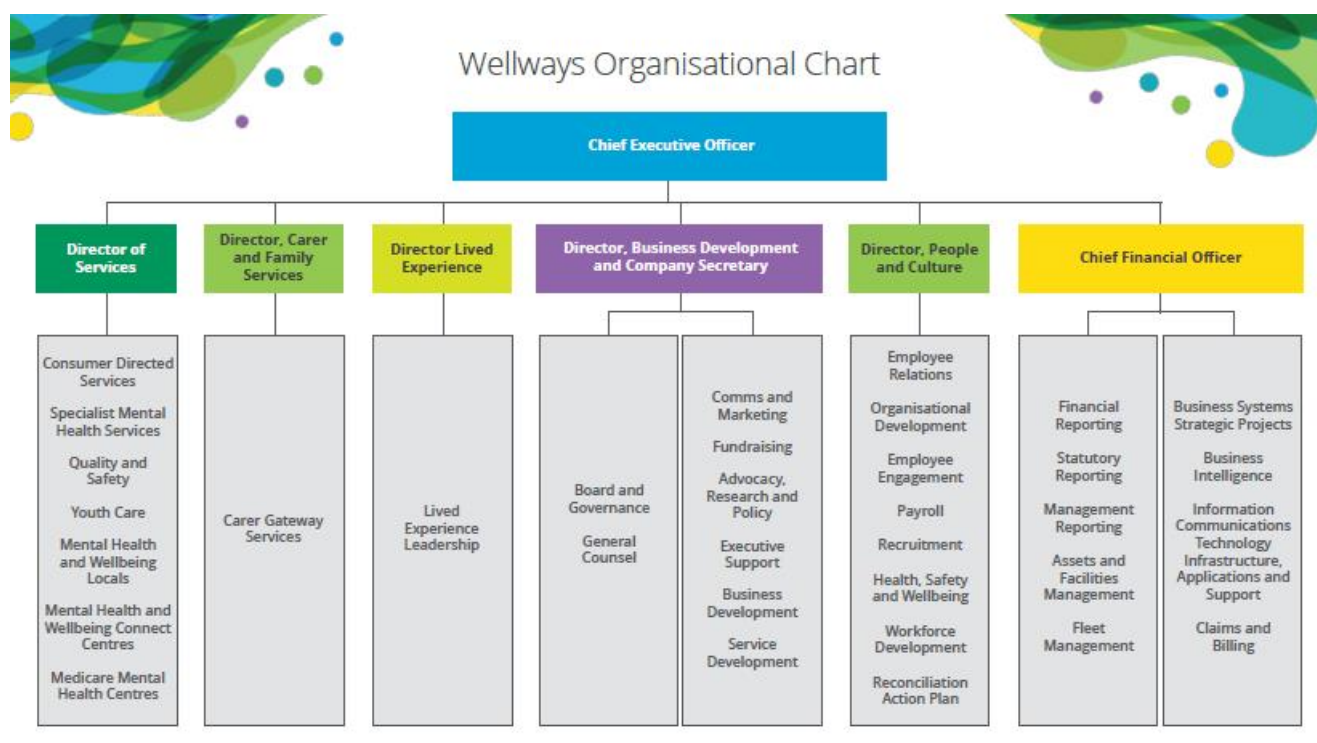 Wellways Organisational Chart
Chief Executive Officer
Director of
Services
Director, Carer
and Family
Services
Director Lived
Experience
Director, Business Development
and Company Secretary
Director, People
and Culture
Chief Financial Officer
Consumer Directed
Services
Specialist Mental
Health Services
Quality and
Safety
Youth Care
Mental Health
and Wellbeing
Locals
Mental Health and
Wellbeing Connect
Centres
Medicare Mental
Health Centres
Carer Gateway
Services
Lived
Experience
Leadership
Board and
Governance
General
Counsel
Comms and
Marketing
Fundraising
Advocacy,
Research and
Policy
Executive
Support
Business
Development
Service
Development
Employee
Relations
Organisational
Development
Employee
Engagement
Payroll
Recruitment
Health, Safety
and Wellbeing
Workforce
Development
Reconciliation
Action Plan
Financial
Reporting
Statutory
Reporting
Management
Reporting
Assets and
Facilities
Management
Fleet
Management
Business Systems
Strategic Projects
Business
Intelligence
Information
Communications
Technology
Infrastructure,
Applications and
Support
Claims and
Billing